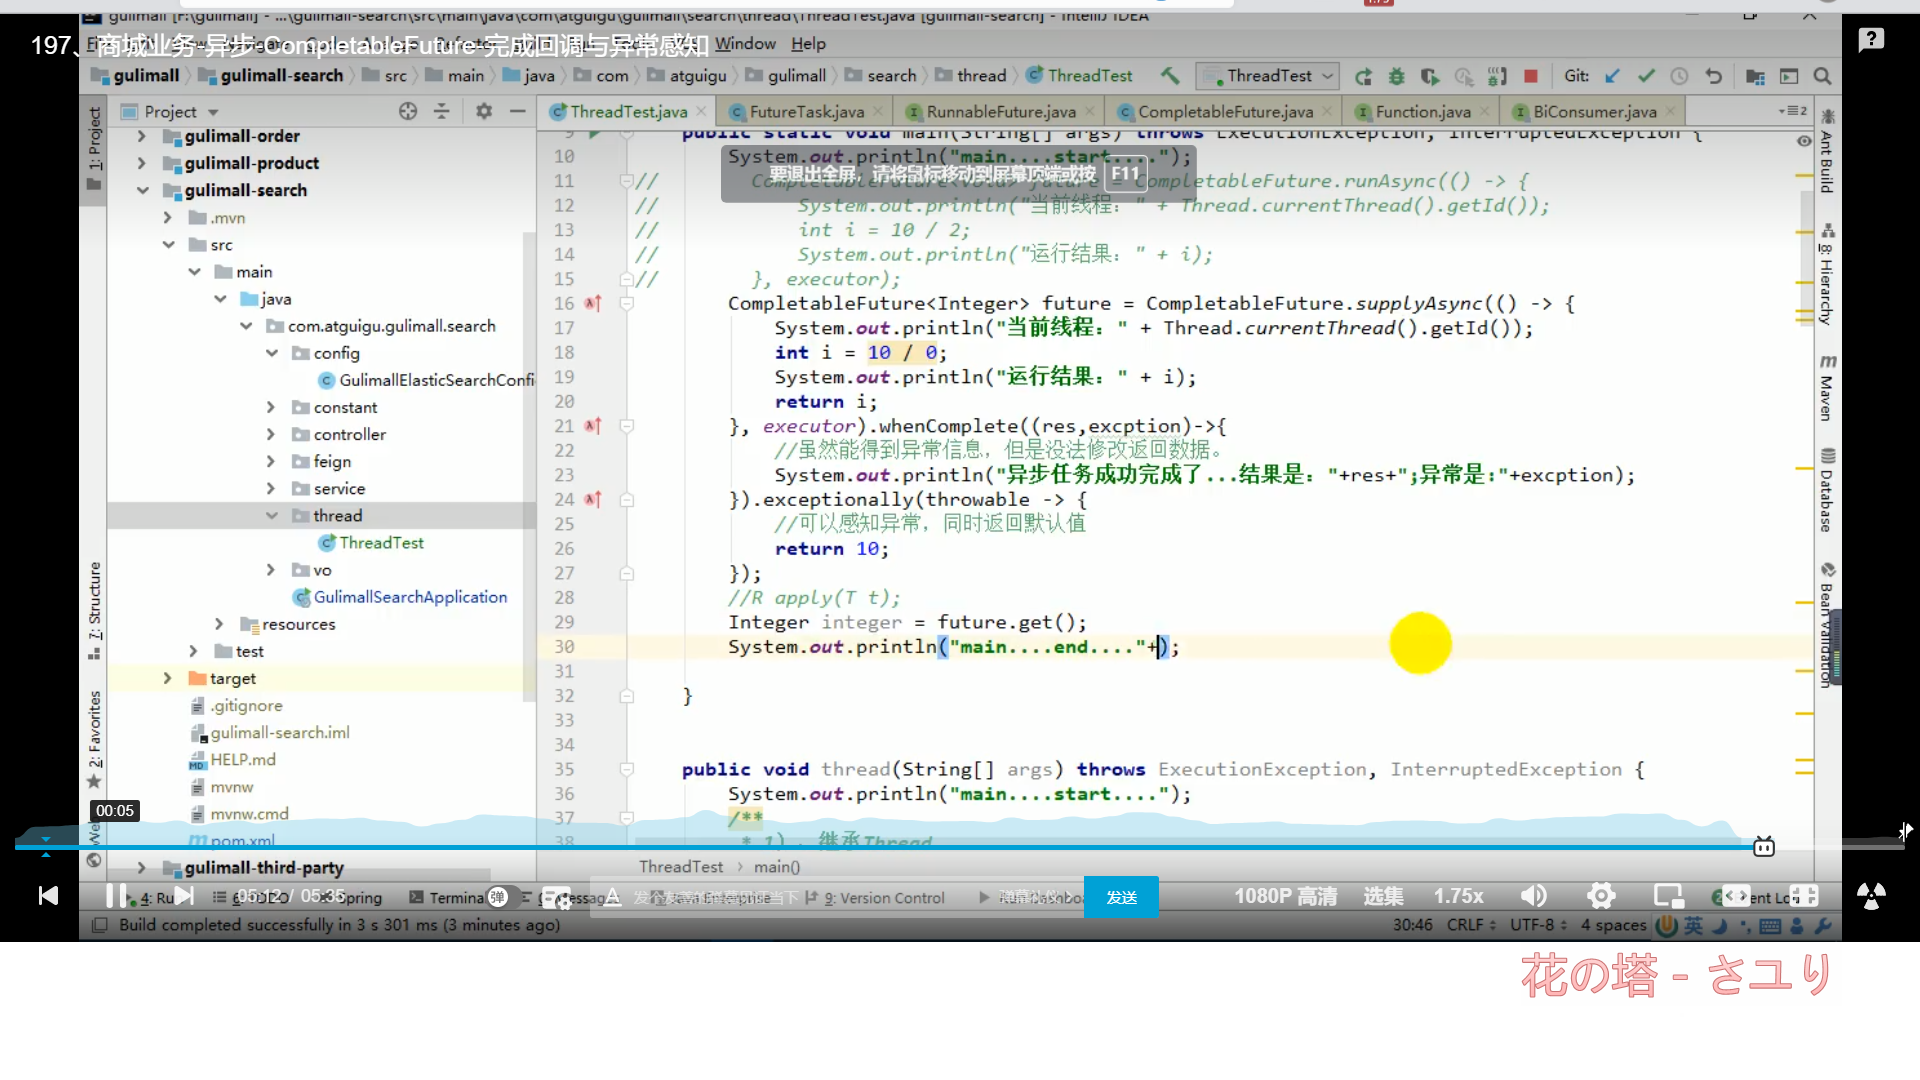 gulimall [F:\gulimall] - ...\gulimall-search\src\main\java\com\atguigu\gulimall\search\thread\ThreadTest.java [gulimall-search] - IntelliJ IDEA
197、商城业务-异步-CompletableFuture-完成回调与异常感知
Window Help
gulimall gulimall-search src main java com atguigu gulimall search thread ThreadTest ThreadTest Git:
Project
ThreadTest.java FutureTask.java RunnableFuture.java CompletableFuture.java Function.java BiConsumer.java
1: Project
7: Structure
2: Favorites
gulimall-order
gulimall-product
gulimall-search
.mvn
src
main
java
com.atguigu.gulimall.search
config
GulimallElasticSearchConfi
constant
controller
feign
service
thread
ThreadTest
vo
GulimallSearchApplication
resources
test
target
.gitignore
gulimall-search.iml
HELP.md
mvnw
mvnw.cmd
pom.xml
gulimall-third-party
9 public static void main(String[] args) throws ExecutionException, InterruptedException {
10 System.out.println("main....start....");
要退出全屏，请将鼠标移动到屏幕顶端或按 F11
11 // CompletableFuture<Void> future = CompletableFuture.runAsync(() -> {
12 // System.out.println("当前线程：" + Thread.currentThread().getId());
13 // int i = 10 / 2;
14 // System.out.println("运行结果：" + i);
15 // }, executor);
16 CompletableFuture<Integer> future = CompletableFuture.supplyAsync(() -> {
17 System.out.println("当前线程：" + Thread.currentThread().getId());
18 int i = 10 / 0;
19 System.out.println("运行结果：" + i);
20 return i;
21 }, executor).whenComplete((res,excption)->{
22 //虽然能得到异常信息，但是没法修改返回数据。
23 System.out.println("异步任务成功完成了...结果是："+res+";异常是:"+excption);
24 }).exceptionally(throwable -> {
25 //可以感知异常，同时返回默认值
26 return 10;
27 });
28 //R apply(T t);
29 Integer integer = future.get();
30 System.out.println("main....end...."+);
31
32 }
33
34
35 public void thread(String[] args) throws ExecutionException, InterruptedException {
36 System.out.println("main....start....");
37 /**
38 * 1）、继承Thread
ThreadTest › main()
Ant Build
8: Hierarchy
Maven
Database
Bean Validation
00:05
05:12 / 05:35
弹
发送
1080P 高清
选集
1.75x
4: Ru
Termina
9: Version Control
Build completed successfully in 3 s 301 ms (3 minutes ago)
30:46 CRLF UTF-8 4 spaces 英
花の塔 - さユり